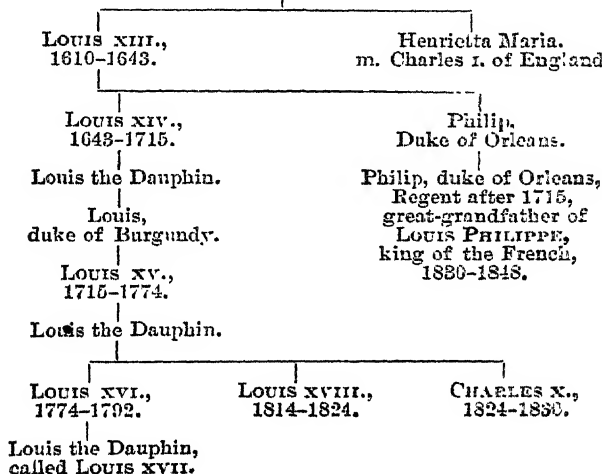 LOUIS XIII.,
1610-1643.
Henrietta Maria.
m. Charles I. of England
LOUIS XIV.,
1643-1715.
Philip,
Duke of Orleans.
Louis the Dauphin.
Philip, duke of Orleans,
Regent after 1715,
great-grandfather of
LOUIS PHILIPPE,
king of the French,
1830-1848.
Louis,
duke of Burgundy.
LOUIS XV.,
1715-1774.
Louis the Dauphin.
LOUIS XVI.,
1774-1792.
LOUIS XVIII.,
1814-1824.
CHARLES X.,
1824-1830.
Louis the Dauphin,
called LOUIS XVII.